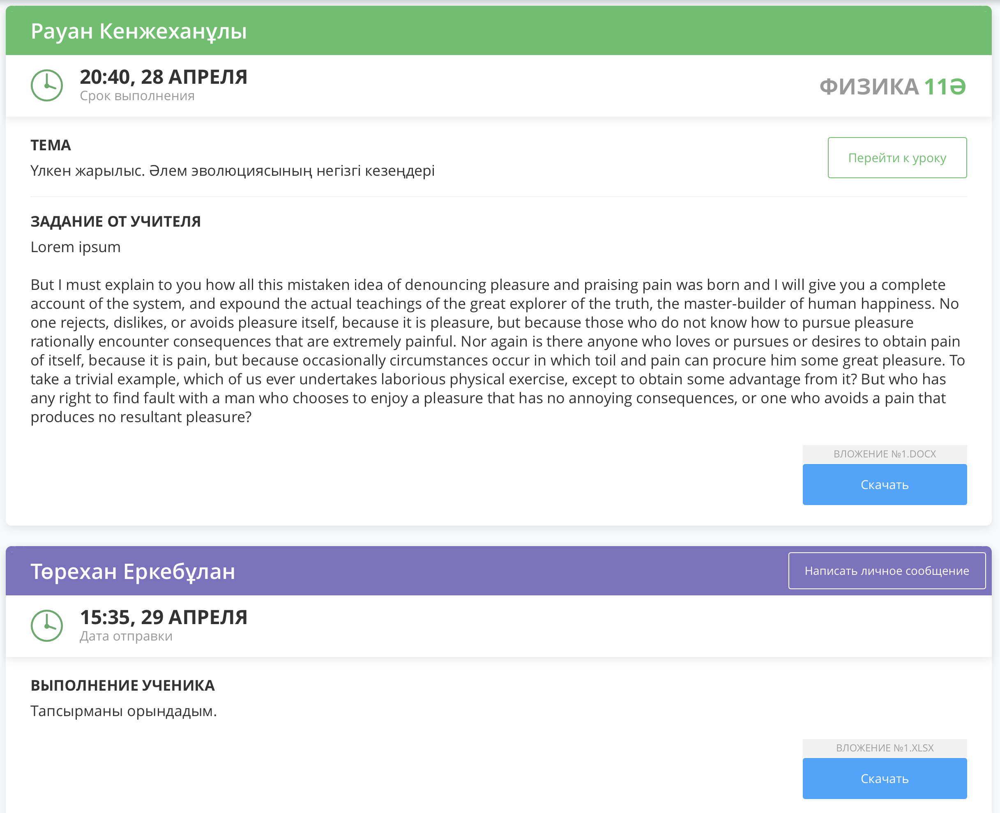 Рауан Кенжеханұлы
20:40, 28 АПРЕЛЯ
Срок выполнения
ФИЗИКА 11Ә
ТЕМА
Үлкен жарылыс. Әлем эволюциясының негізгі кезеңдері
Перейти к уроку
ЗАДАНИЕ ОТ УЧИТЕЛЯ
Lorem ipsum
But I must explain to you how all this mistaken idea of denouncing pleasure and praising pain was born and I will give you a complete
account of the system, and expound the actual teachings of the great explorer of the truth, the master-builder of human happiness. No
one rejects, dislikes, or avoids pleasure itself, because it is pleasure, but because those who do not know how to pursue pleasure
rationally encounter consequences that are extremely painful. Nor again is there anyone who loves or pursues or desires to obtain pain
of itself, because it is pain, but because occasionally circumstances occur in which toil and pain can procure him some great pleasure. To
take a trivial example, which of us ever undertakes laborious physical exercise, except to obtain some advantage from it? But who has
any right to find fault with a man who chooses to enjoy a pleasure that has no annoying consequences, or one who avoids a pain that
produces no resultant pleasure?
ВЛОЖЕНИЕ №1.DOCX
Скачать
Төрехан Еркебұлан
Написать личное сообщение
15:35, 29 АПРЕЛЯ
Дата отправки
ВЫПОЛНЕНИЕ УЧЕНИКА
Тапсырманы орындадым.
ВЛОЖЕНИЕ №1.XLSX
Скачать